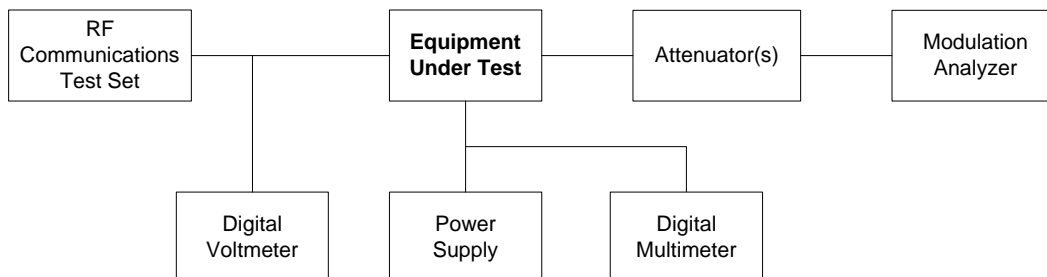 RF
Communications
Test Set
Equipment
Under Test
Attenuator(s)
Modulation
Analyzer
Digital
Voltmeter
Power
Supply
Digital
Multimeter